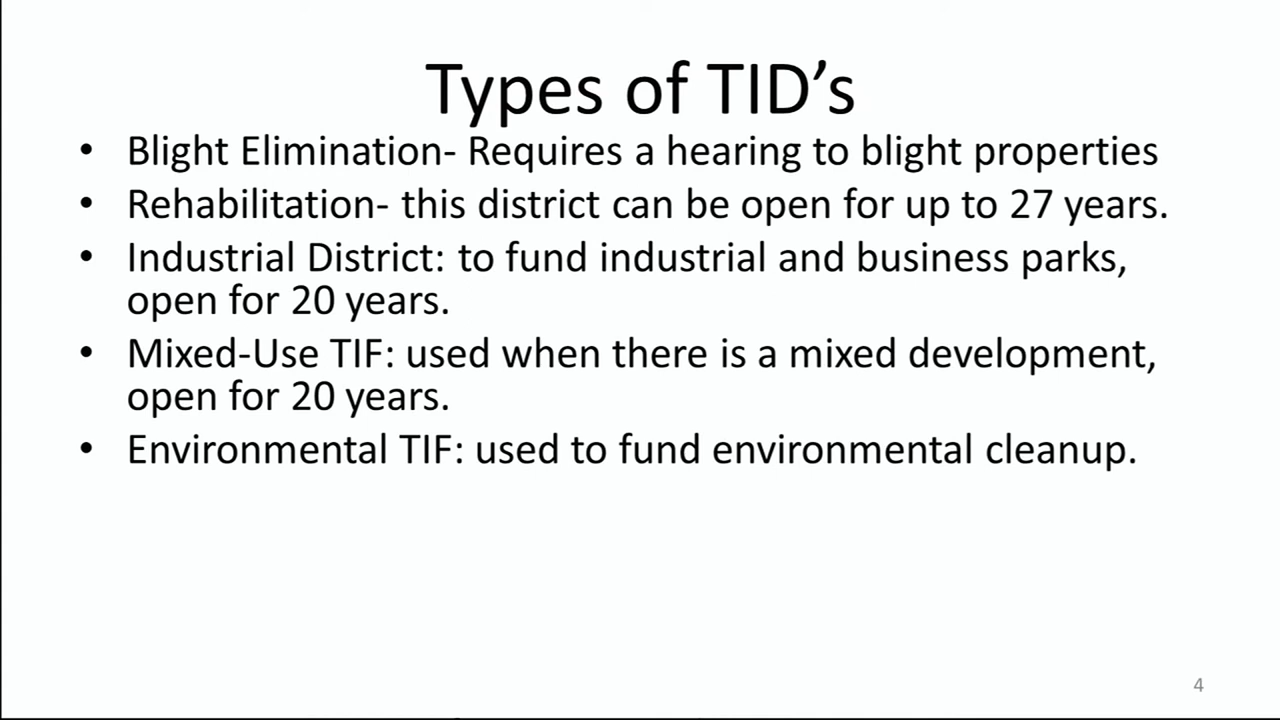 Types of TID’s
• Blight Elimination- Requires a hearing to blight properties
• Rehabilitation- this district can be open for up to 27 years.
• Industrial District: to fund industrial and business parks,
open for 20 years.
• Mixed-Use TIF: used when there is a mixed development,
open for 20 years.
• Environmental TIF: used to fund environmental cleanup.
4